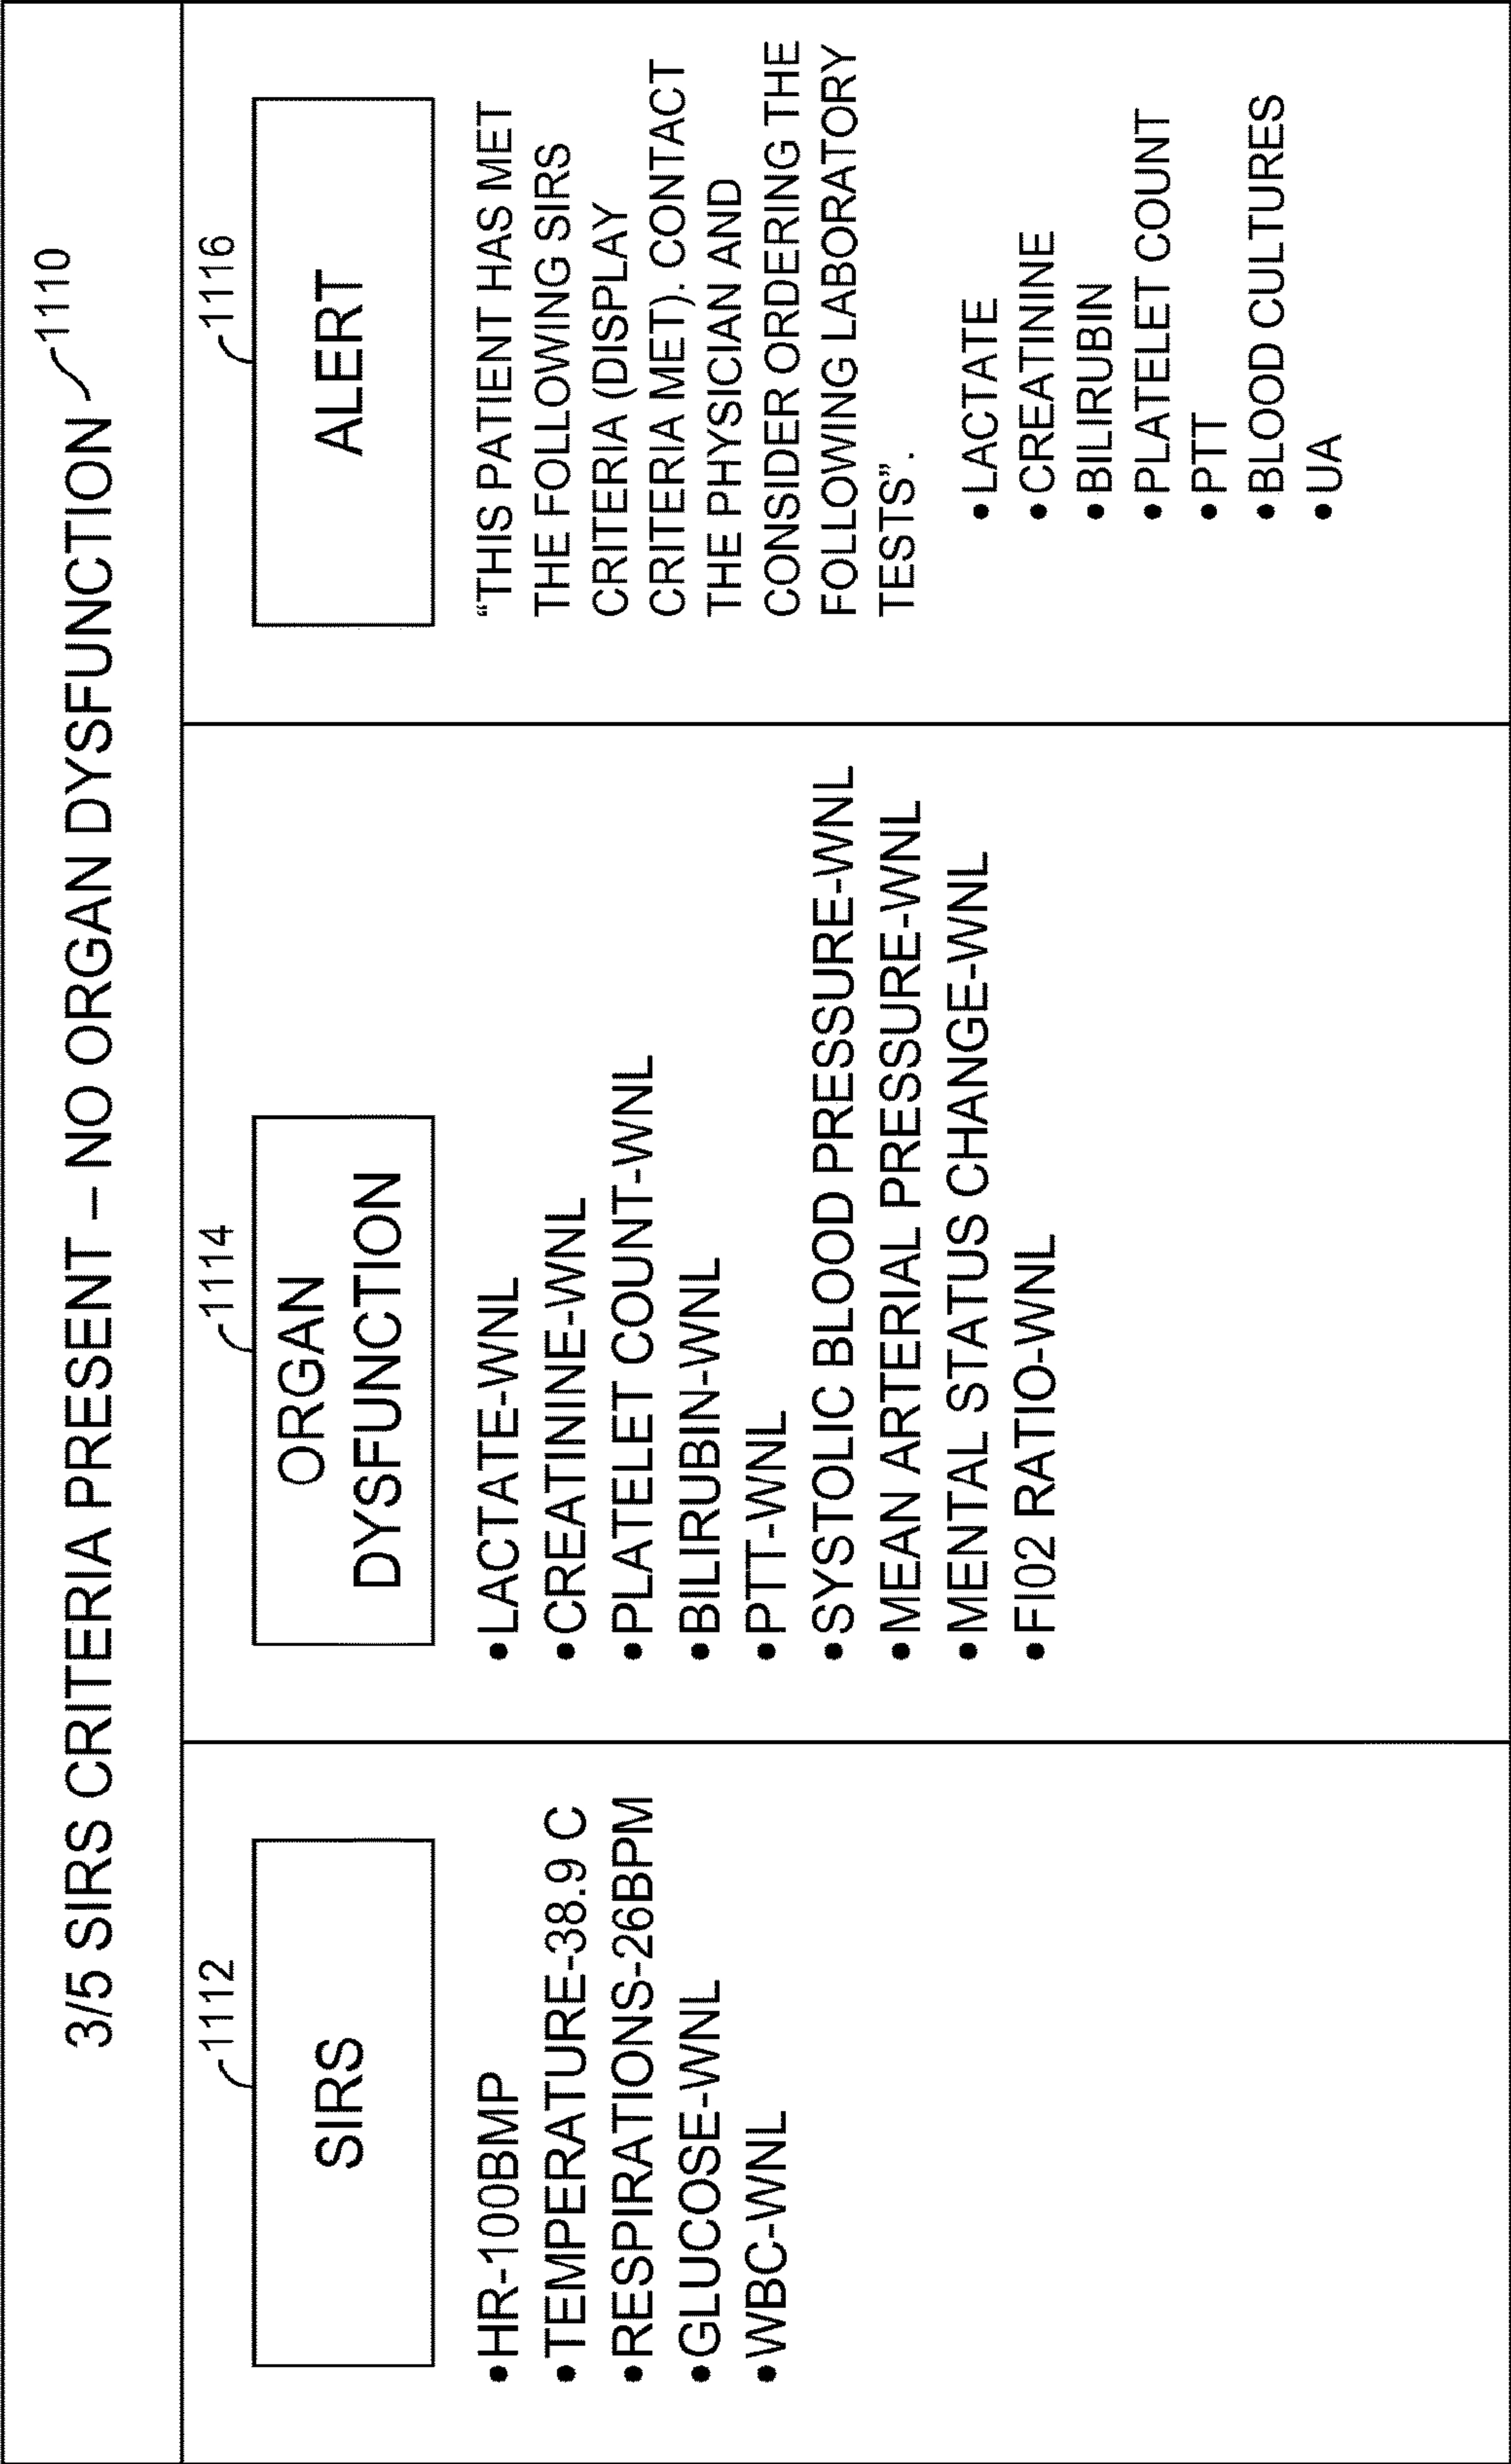 3/5 SIRS CRITERIA PRESENT – NO ORGAN DYSFUNCTION 1110
1112
SIRS
•HR-100BMP
•TEMPERATURE-38.9 C
•RESPIRATIONS-26BPM
•GLUCOSE-WNL
•WBC-WNL
1114
ORGAN
DYSFUNCTION
•LACTATE-WNL
•CREATININE-WNL
•PLATELET COUNT-WNL
•BILIRUBIN-WNL
•PTT-WNL
•SYSTOLIC BLOOD PRESSURE-WNL
•MEAN ARTERIAL PRESSURE-WNL
•MENTAL STATUS CHANGE-WNL
•FI02 RATIO-WNL
1116
ALERT
“THIS PATIENT HAS MET
THE FOLLOWING SIRS
CRITERIA (DISPLAY
CRITERIA MET). CONTACT
THE PHYSICIAN AND
CONSIDER ORDERING THE
FOLLOWING LABORATORY
TESTS”.
•LACTATE
•CREATININE
•BILIRUBIN
•PLATELET COUNT
•PTT
•BLOOD CULTURES
•UA